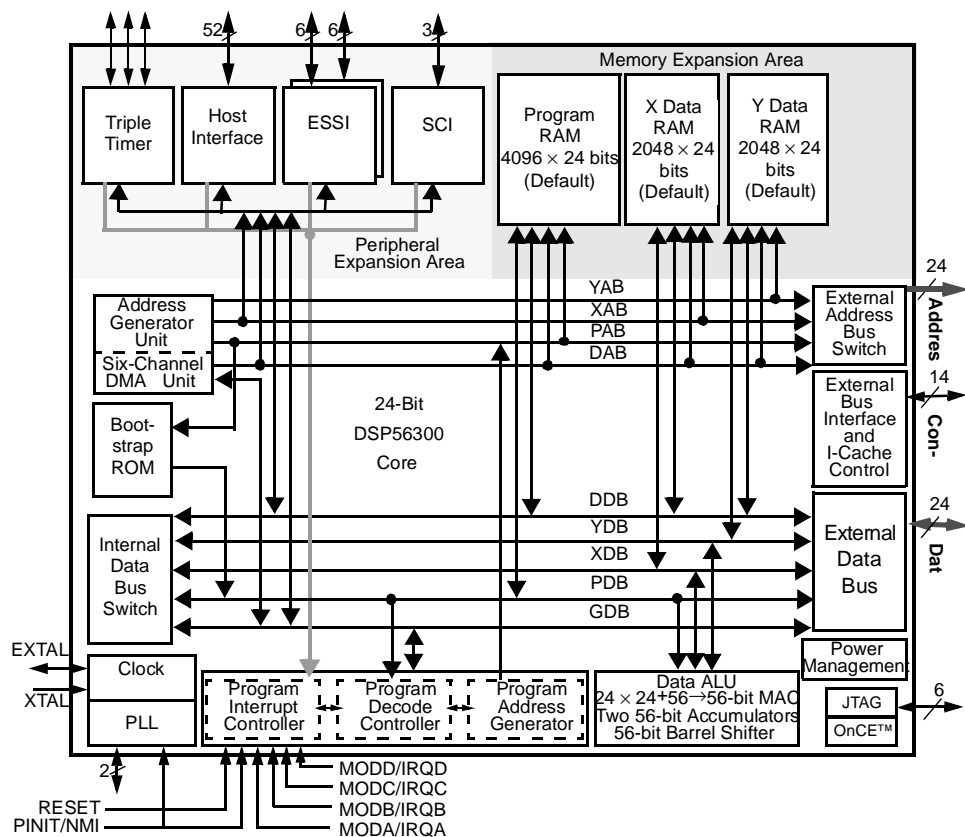 52
6
6
3
Memory Expansion Area
Triple
Timer
Host
Interface
ESSI
SCI
Program
RAM
4096 × 24 bits
(Default)
X Data
RAM
2048 × 24
bits
(Default)
Y Data
RAM
2048 × 24
bits
(Default)
Peripheral
Expansion Area
Address
Generator
Unit
Six-Channel
DMA Unit
YAB
XAB
PAB
DAB
External
Address
Bus
Switch
24
Addres
External
Bus
Interface
and
I-Cache
Control
14
Con-
Boot-
strap
ROM
24-Bit
DSP56300
Core
Internal
Data
Bus
Switch
DDB
YDB
XDB
PDB
GDB
External
Data
Bus
24
Dat
EXTAL
XTAL
Clock
PLL
2
Program
Interrupt
Controller
Program
Decode
Controller
Program
Address
Generator
Data ALU
24 × 24+56→56-bit MAC
Two 56-bit Accumulators
56-bit Barrel Shifter
Power
Management
JTAG
OnCE™
6
RESET
PINIT/NMI
MODD/IRQD
MODC/IRQC
MODB/IRQB
MODA/IRQA